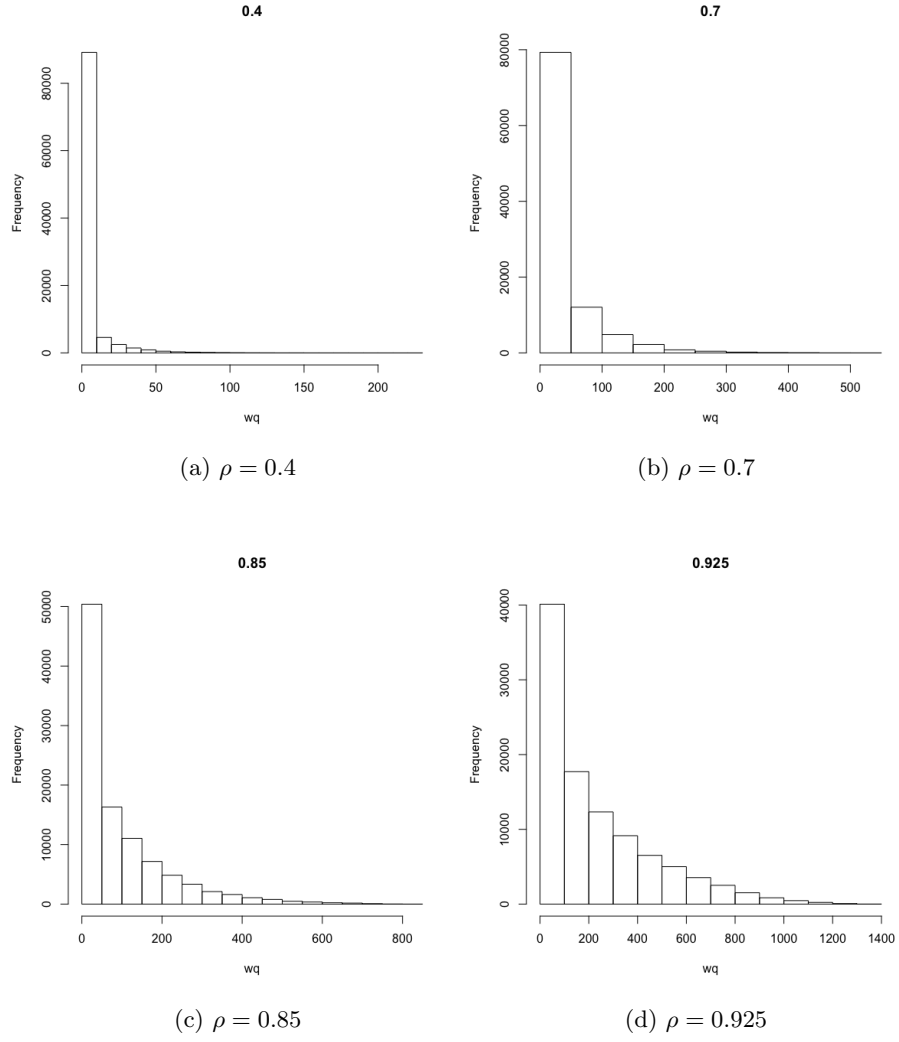 0.4
Frequency
0 20000 40000 60000 80000
0 50 100 150 200
wq
(a) ρ = 0.4
0.7
Frequency
0 20000 40000 60000 80000
0 100 200 300 400 500
wq
(b) ρ = 0.7
0.85
Frequency
0 10000 20000 30000 40000 50000
0 200 400 600 800
wq
(c) ρ = 0.85
0.925
Frequency
0 10000 20000 30000 40000
0 200 400 600 800 1000 1200 1400
wq
(d) ρ = 0.925